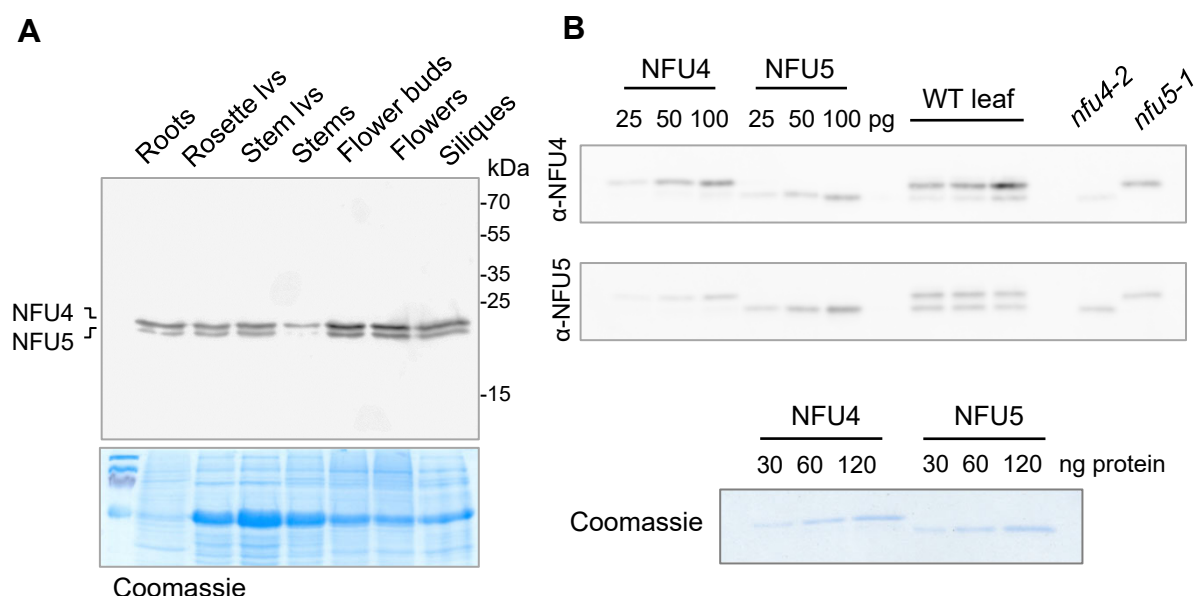 A
Roots
Rosette lvs
Stem lvs
Stems
Flower buds
Flowers
Siliques
kDa
-70
-55
-35
-25
-15
NFU4
NFU5
Coomassie
B
NFU4 NFU5 WT leaf nfu4-2 nfu5-1
25 50 100 25 50 100 pg
α-NFU4
α-NFU5
NFU4 NFU5
30 60 120 30 60 120 ng protein
Coomassie